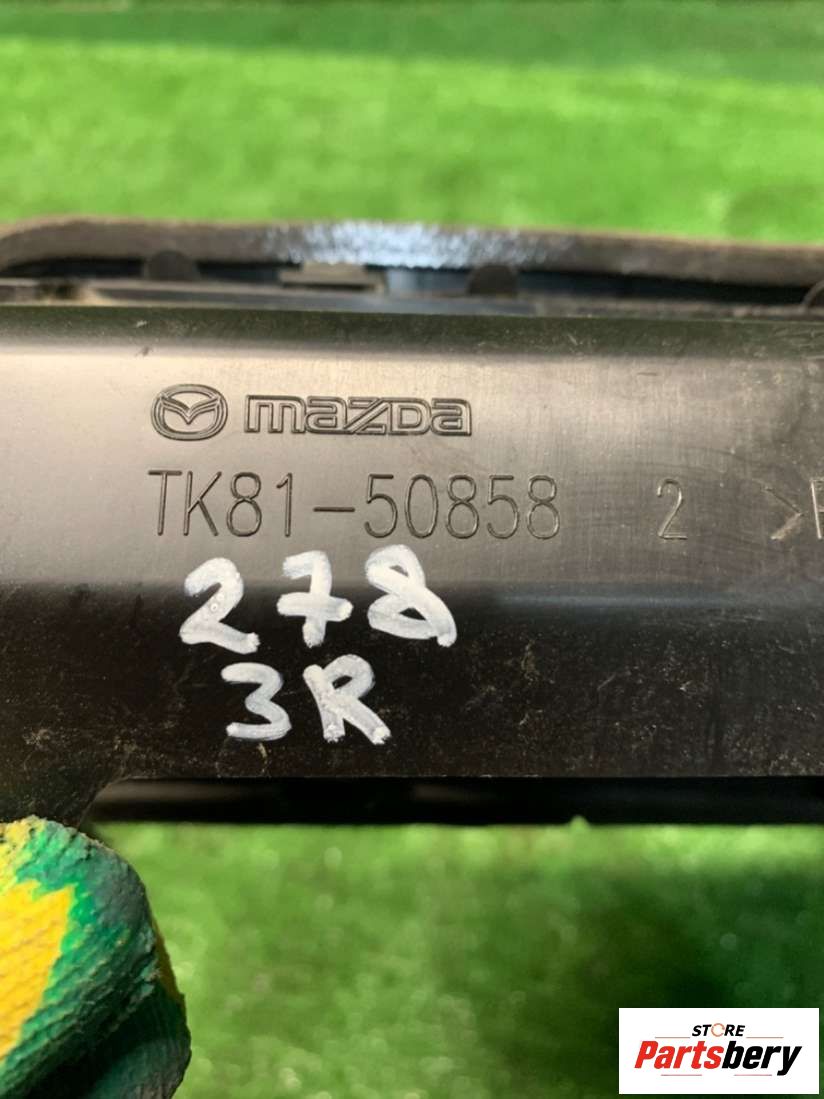 mazda
TK81-50858 2 >P
278
3R
STORE
Partsbery